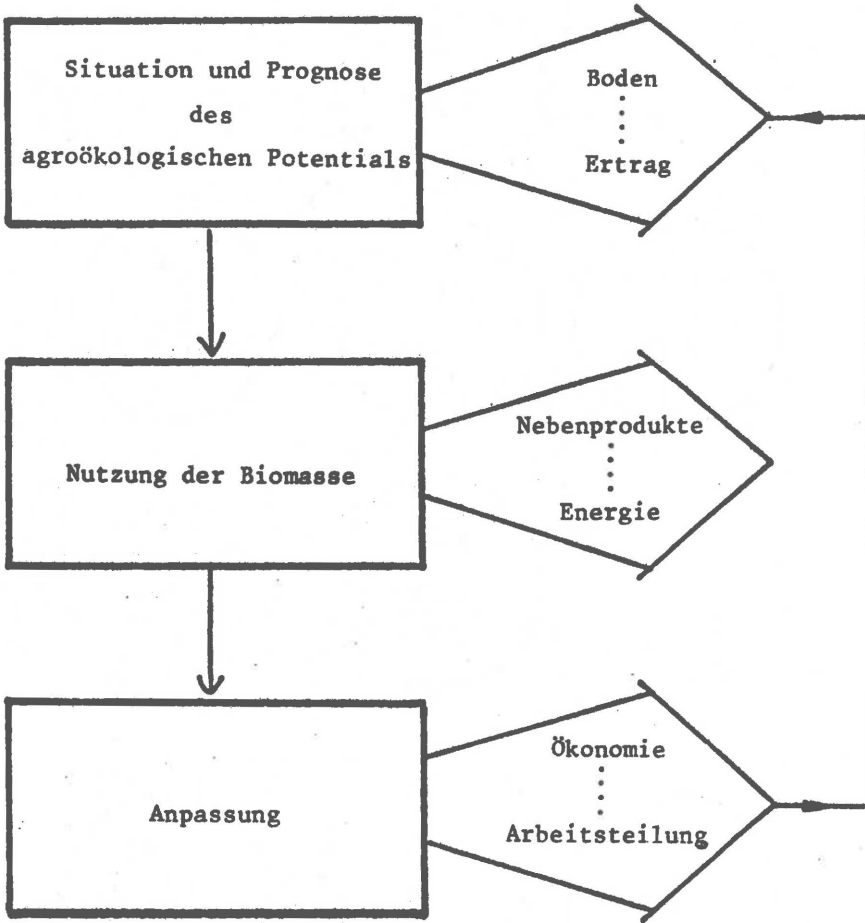 Situation und Prognose
des
agroökologischen Potentials
Boden
Ertrag
Nutzung der Biomasse
Nebenprodukte
Energie
Anpassung
Ökonomie
Arbeitsteilung